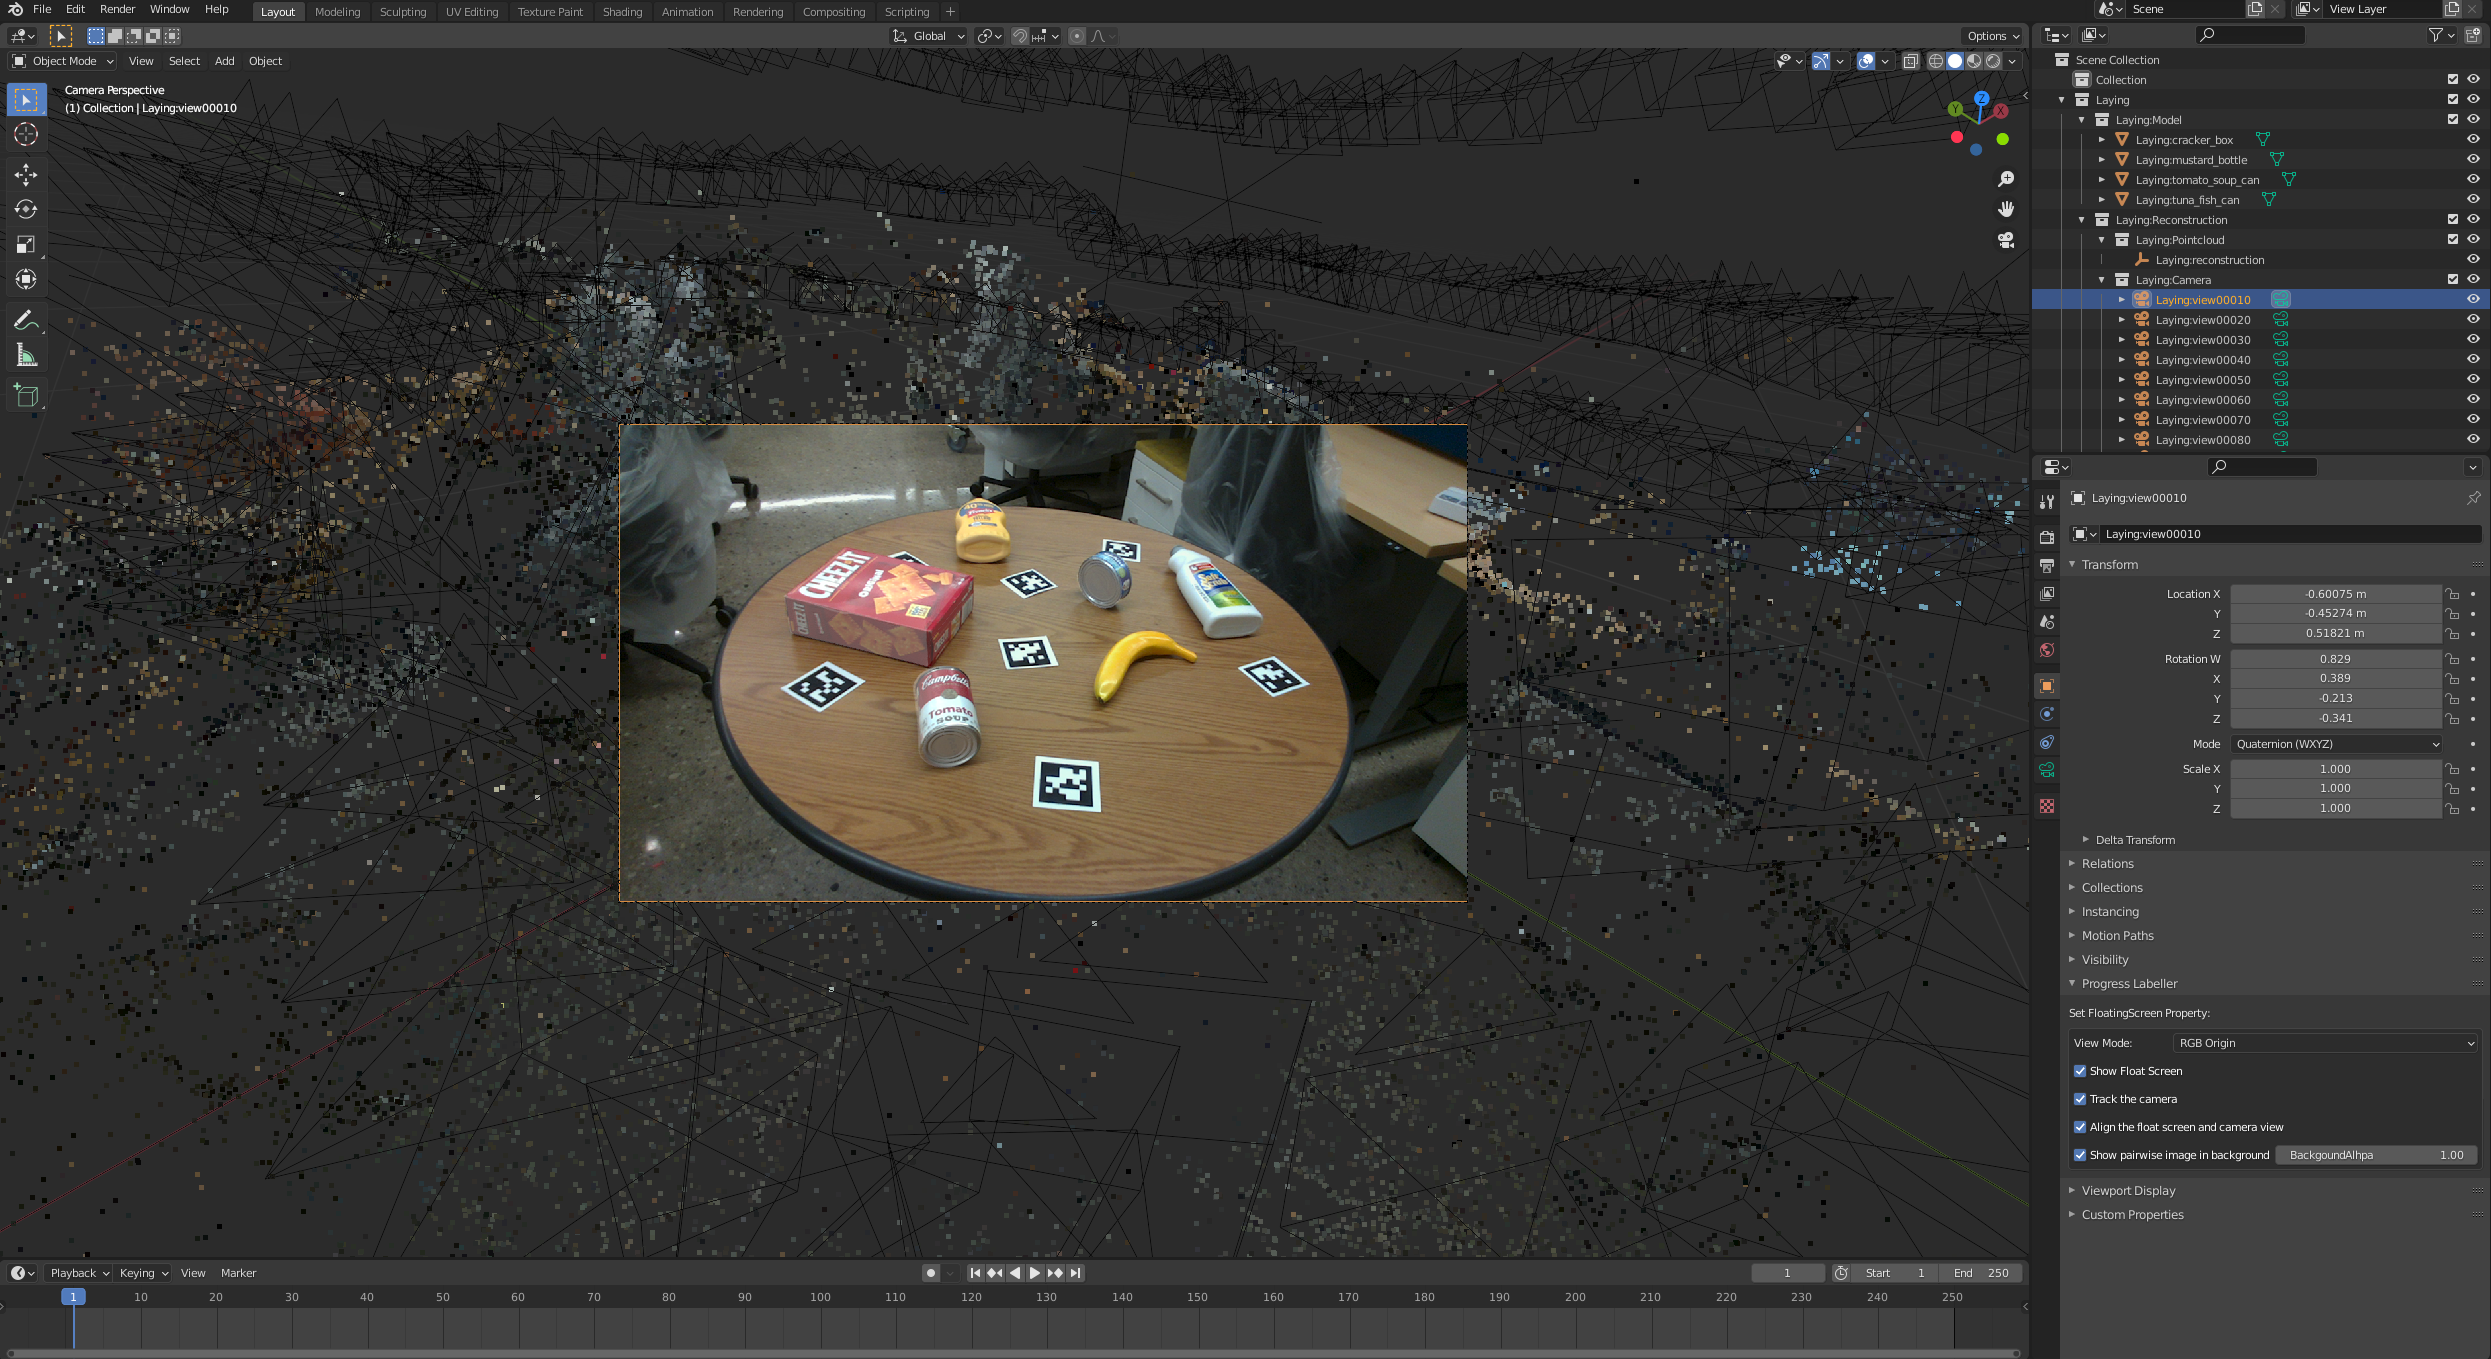 File Edit Render Window Help Layout Modeling Sculpting UV Editing Texture Paint Shading Animation Rendering Compositing Scripting +
Scene
View Layer
Global
Options
Object Mode View Select Add Object
Camera Perspective
(1) Collection | Laying:view00010
Z
Y
X
CHEEZ-IT
ORIGINAL
CHEEZ-IT
Campbell's
Tomato
SOUP
Scene Collection
Collection
Laying
Laying:Model
Laying:cracker_box
Laying:mustard_bottle
Laying:tomato_soup_can
Laying:tuna_fish_can
Laying:Reconstruction
Laying:Pointcloud
Laying:reconstruction
Laying:Camera
Laying:view00010
Laying:view00020
Laying:view00030
Laying:view00040
Laying:view00050
Laying:view00060
Laying:view00070
Laying:view00080
Laying:view00010
Laying:view00010
Transform
Location X -0.60075 m
Y -0.45274 m
Z 0.51821 m
Rotation W 0.829
X 0.389
Y -0.213
Z -0.341
Mode Quaternion (WXYZ)
Scale X 1.000
Y 1.000
Z 1.000
Delta Transform
Relations
Collections
Instancing
Motion Paths
Visibility
Progress Labeller
Set FloatingScreen Property:
View Mode: RGB Origin
Show Float Screen
Track the camera
Align the float screen and camera view
Show pairwise image in background BackgoundAlhpa 1.00
Viewport Display
Custom Properties
Playback Keying View Marker
1 Start 1 End 250
1 10 20 30 40 50 60 70 80 90 100 110 120 130 140 150 160 170 180 190 200 210 220 230 240 250